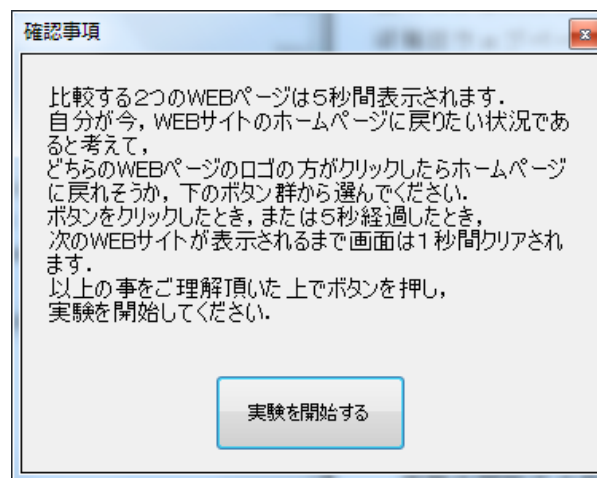 確認事項
比較する2つのWEBページは5秒間表示されます．
自分が今，WEBサイトのホームページに戻りたい状況であ
ると考えて，
どちらのWEBページのロゴの方がクリックしたらホームページ
に戻れそうか，下のボタン群から選んでください．
ボタンをクリックしたとき，または5秒経過したとき，
次のWEBサイトが表示されるまで画面は1秒間クリアされ
ます．
以上の事をご理解頂いた上でボタンを押し，
実験を開始してください．
実験を開始する